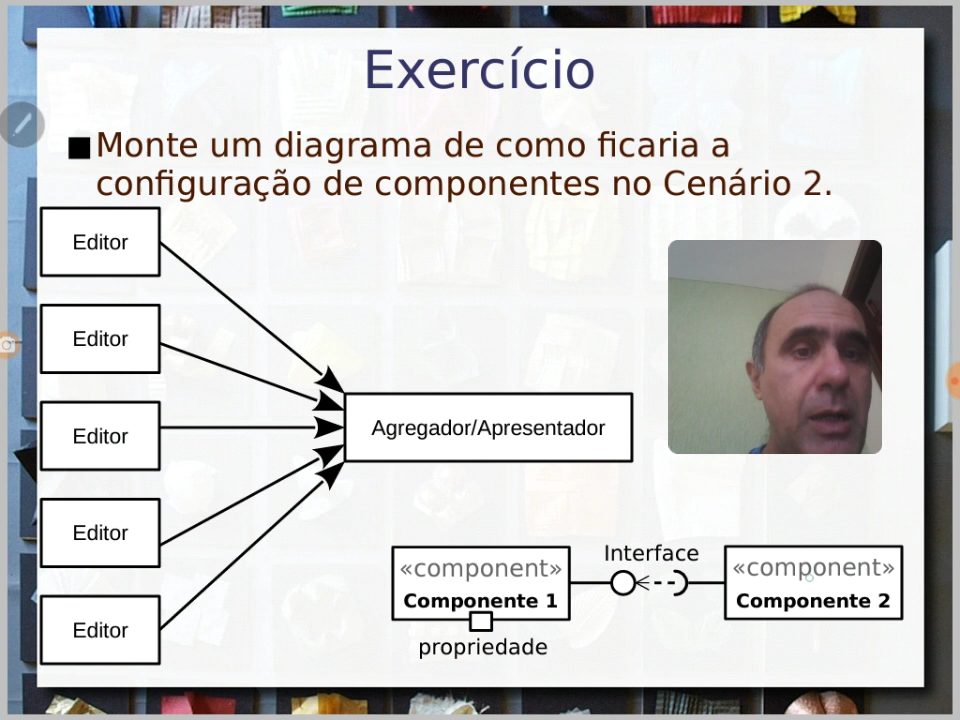 Exercício
Monte um diagrama de como ficaria a
configuração de componentes no Cenário 2.
Editor
Editor
Editor
Editor
Editor
Agregador/Apresentador
«component»
Componente 1
propriedade
Interface
«component»
Componente 2